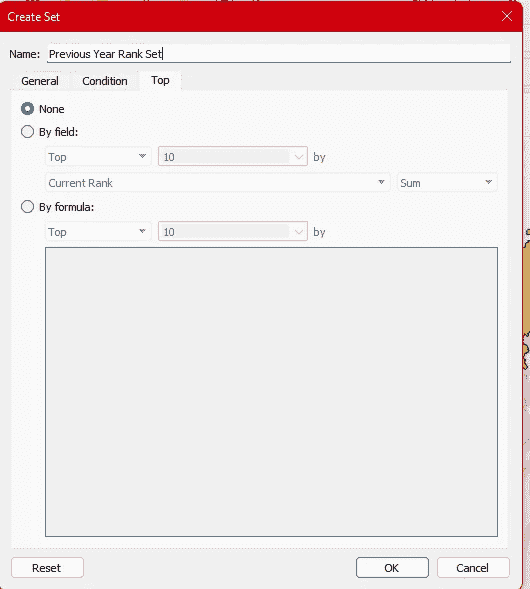 Create Set
Name: Previous Year Rank Set
General Condition Top
None
By field:
Top 10 by
Current Rank Sum
By formula:
Top 10 by
Reset OK Cancel